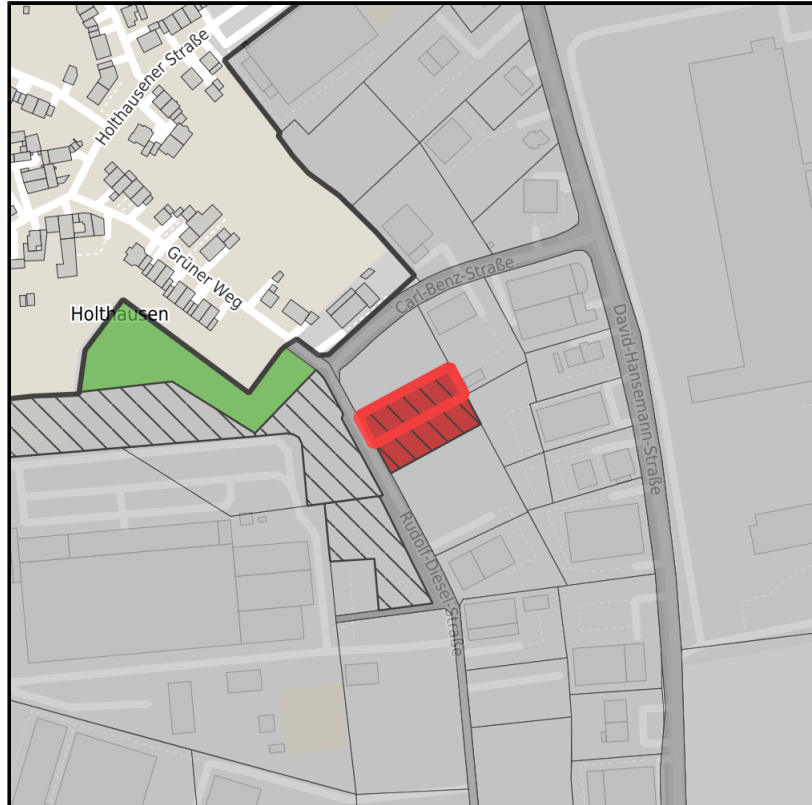 Holthausener Straße
Grüner Weg
Carl-Benz-Straße
Holthausen
David-Hansemann-Straße
Rudolf-Diesel-Straße